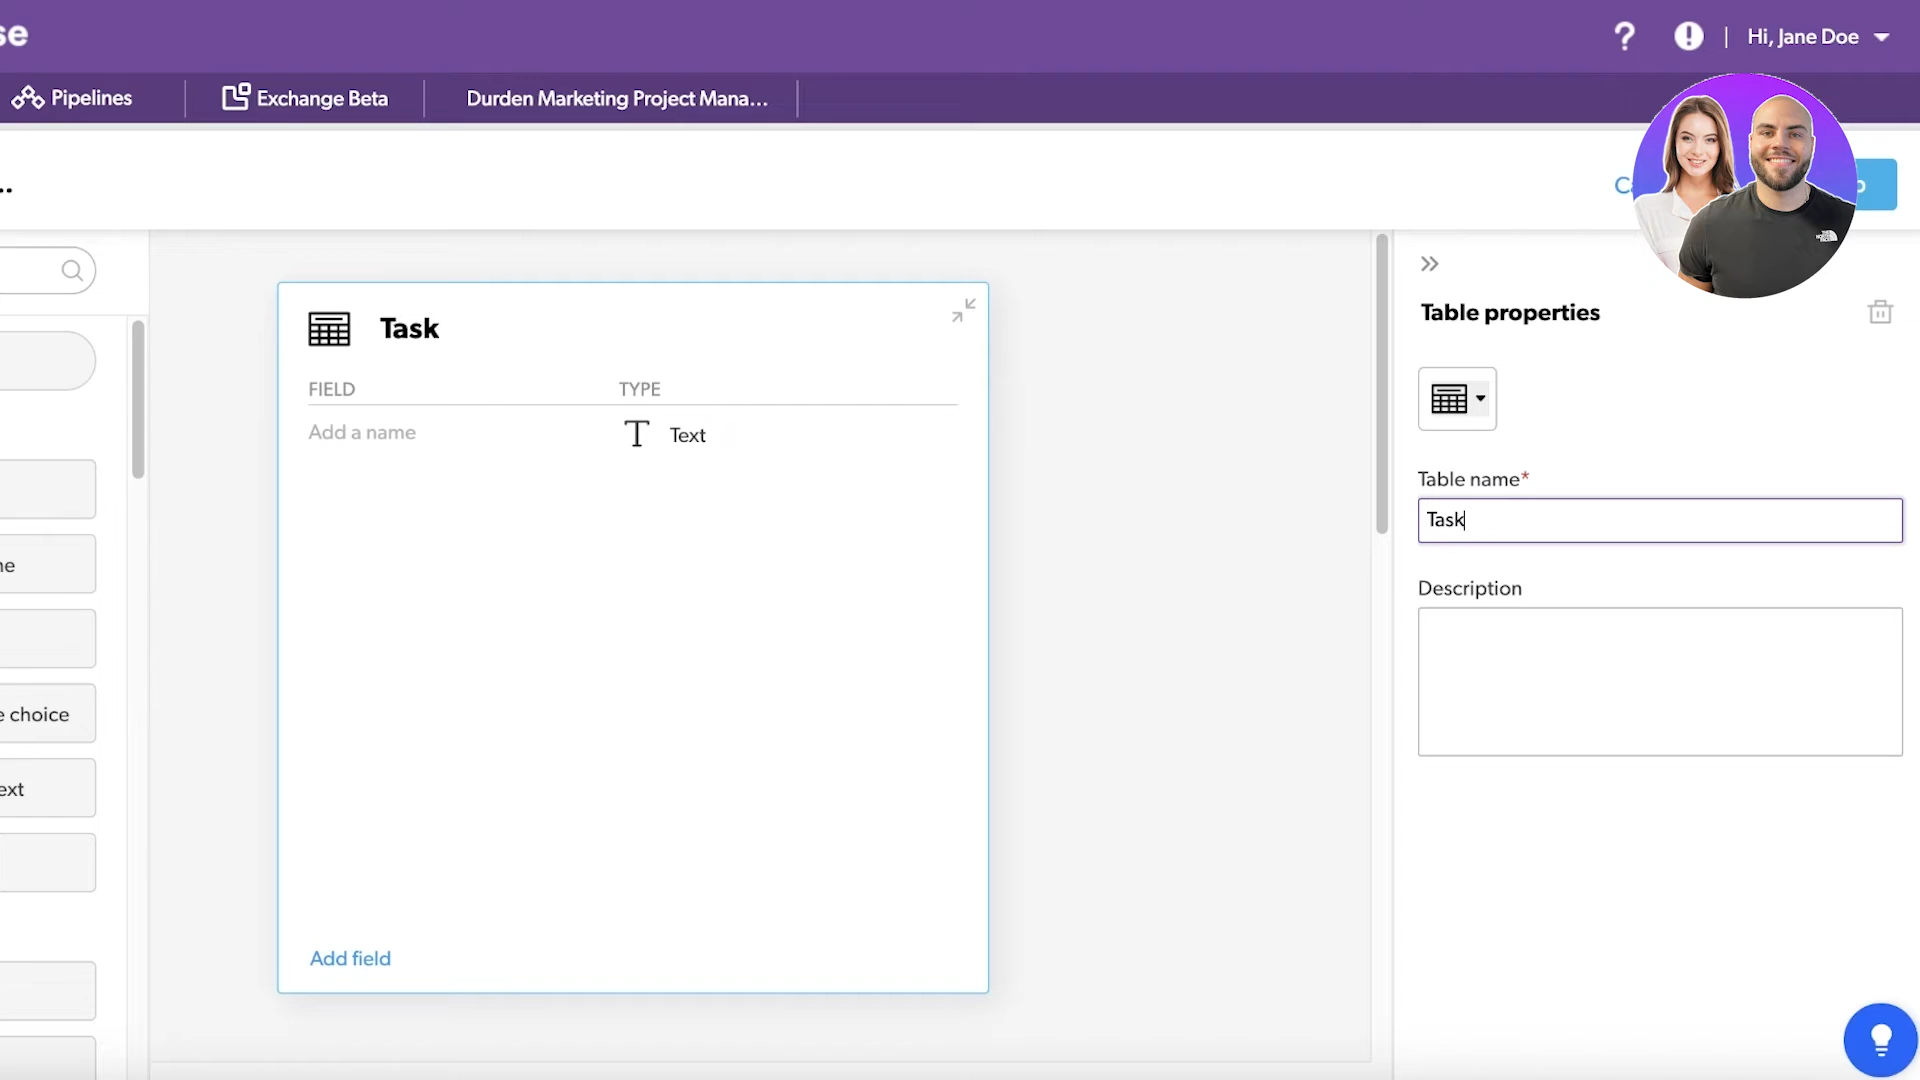 se
? ! | Hi, Jane Doe
Pipelines
Exchange Beta
Durden Marketing Project Mana...
..
Task
FIELD TYPE
Add a name
T Text
Add field
Table properties
Table name*
Task
Description
ne
e choice
ext